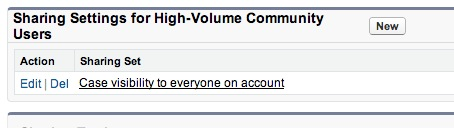 Sharing Settings for High-Volume Community
Users
New
Action Sharing Set
Edit | Del Case visibility to everyone on account